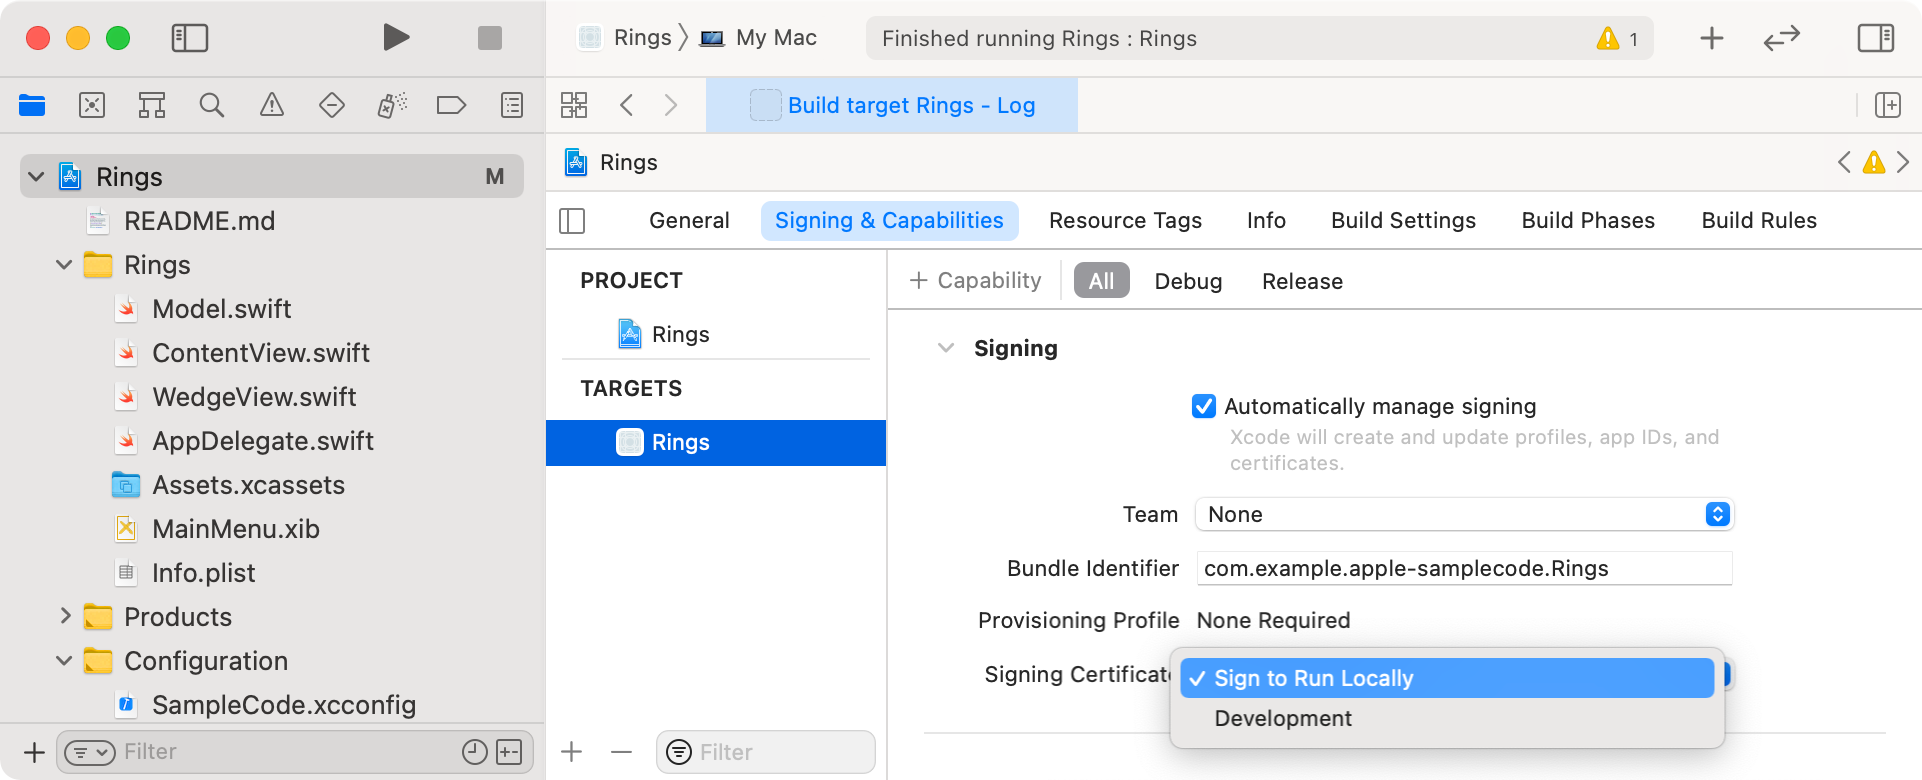 Rings
My Mac
Finished running Rings : Rings
1
Build target Rings - Log
Rings
M
README.md
Rings
Model.swift
ContentView.swift
WedgeView.swift
AppDelegate.swift
Assets.xcassets
MainMenu.xib
Info.plist
Products
Configuration
SampleCode.xcconfig
Filter
Rings
General
Signing & Capabilities
Resource Tags
Info
Build Settings
Build Phases
Build Rules
PROJECT
Rings
TARGETS
Rings
Filter
Capability
All
Debug
Release
Signing
Automatically manage signing
Xcode will create and update profiles, app IDs, and
certificates.
Team
None
Bundle Identifier
com.example.apple-samplecode.Rings
Provisioning Profile
None Required
Signing Certificate
Sign to Run Locally
Development